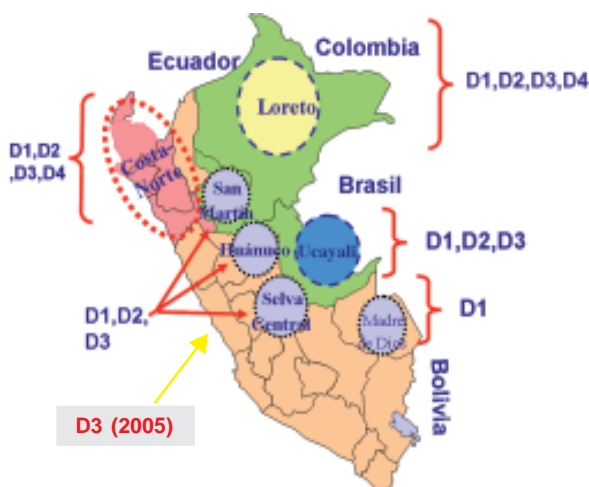 Ecuador
Colombia
D1,D2,D3,D4
Loreto
D1,D2
,D3,D4
Costa-
Norte
San
Martín
Brasil
Huánuco
Ucayali
D1,D2,D3
D1,D2,
D3
Selva
Central
D1
Madre
de Dios
Bolivia
D3 (2005)